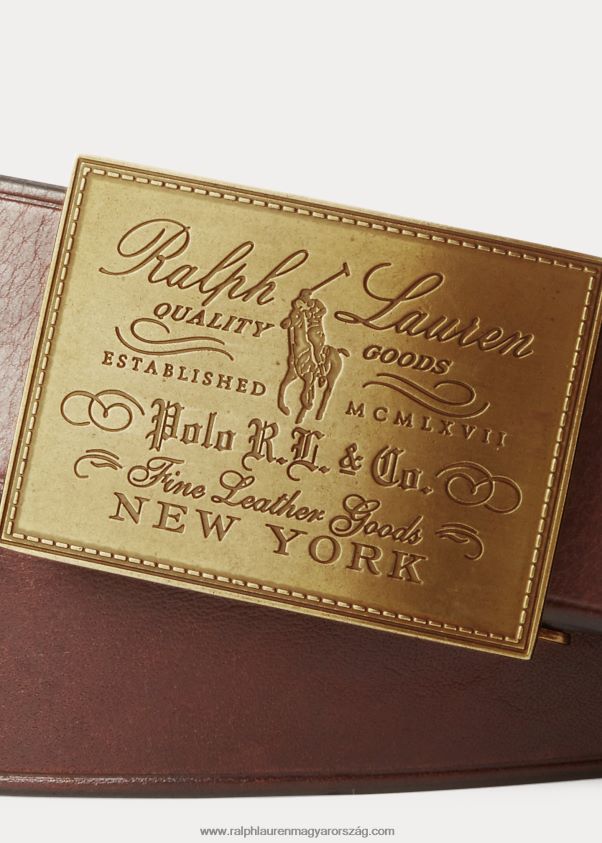 Ralph Lauren
QUALITY GOODS
ESTABLISHED MCMLXVII
Polo R.L. & Co.
Fine Leather Goods
NEW YORK
www.ralphlaurenmagyarország.com